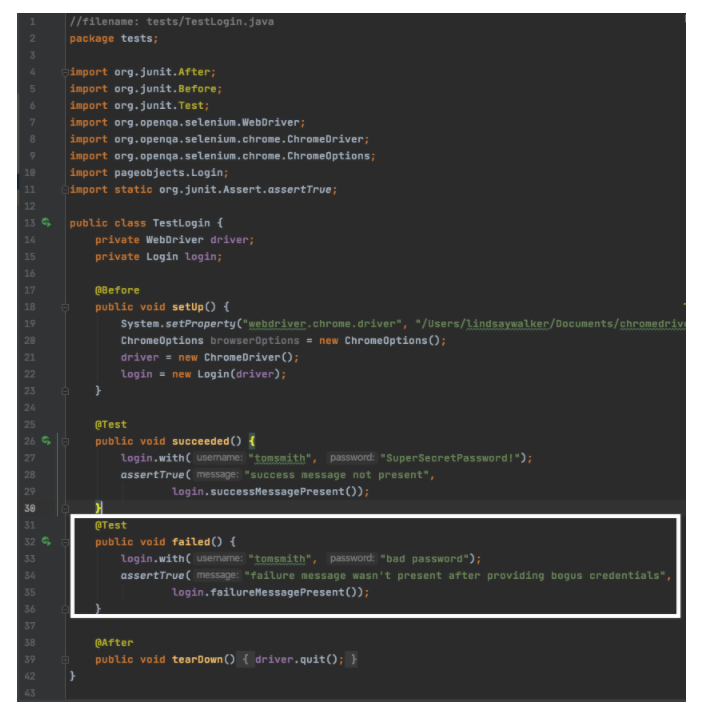 1 //filename: tests/TestLogin.java
2 package tests;
3
4 import org.junit.After;
5 import org.junit.Before;
6 import org.junit.Test;
7 import org.openqa.selenium.WebDriver;
8 import org.openqa.selenium.chrome.ChromeDriver;
9 import org.openqa.selenium.chrome.ChromeOptions;
10 import pageobjects.Login;
11 import static org.junit.Assert.assertTrue;
12
13 public class TestLogin {
14 private WebDriver driver;
15 private Login login;
16
17 @Before
18 public void setUp() {
19 System.setProperty("webdriver.chrome.driver", "/Users/lindsaywalker/Documents/chromedrive
20 ChromeOptions browserOptions = new ChromeOptions();
21 driver = new ChromeDriver();
22 login = new Login(driver);
23 }
24
25 @Test
26 public void succeeded() {
27 login.with( username: "tomsmith", password: "SuperSecretPassword!");
28 assertTrue( message: "success message not present",
29 login.successMessagePresent());
30 }
31 @Test
32 public void failed() {
33 login.with( username: "tomsmith", password: "bad password");
34 assertTrue( message: "failure message wasn't present after providing bogus credentials",
35 login.failureMessagePresent());
36 }
37
38 @After
39 public void tearDown() { driver.quit(); }
42 }
43